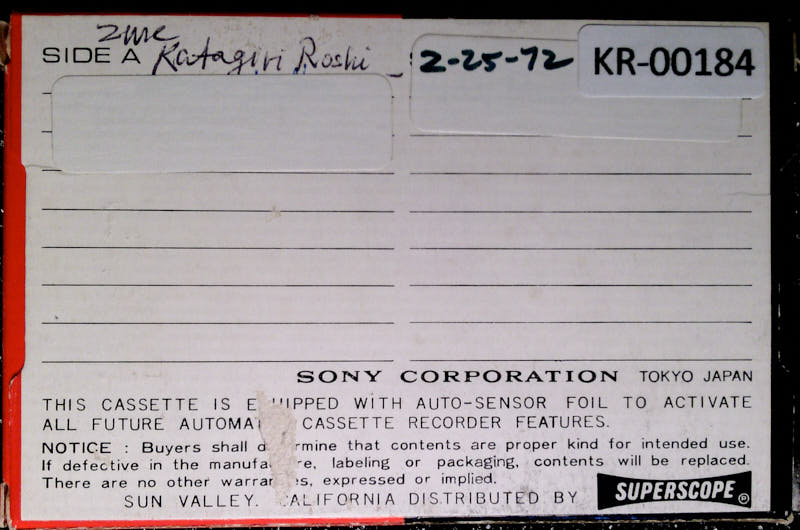 zmc
SIDE A Katagiri Roshi 2-25-72 KR-00184
SONY CORPORATION TOKYO JAPAN
THIS CASSETTE IS E UIPPED WITH AUTO-SENSOR FOIL TO ACTIVATE
ALL FUTURE AUTOMA CASSETTE RECORDER FEATURES.
NOTICE : Buyers shall d rmine that contents are proper kind for intended use.
If defective in the manufa re, labeling or packaging, contents will be replaced.
There are no other warra es, expressed or implied.
SUN VALLEY. CALIFORNIA DISTRIBUTED BY SUPERSCOPE ℗